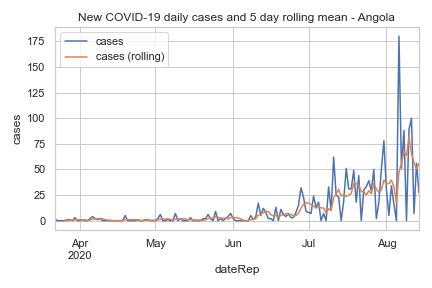 New COVID-19 daily cases and 5 day rolling mean - Angola
cases
cases (rolling)
175
150
125
100
75
50
25
0
cases
Apr
2020
May
Jun
Jul
Aug
dateRep